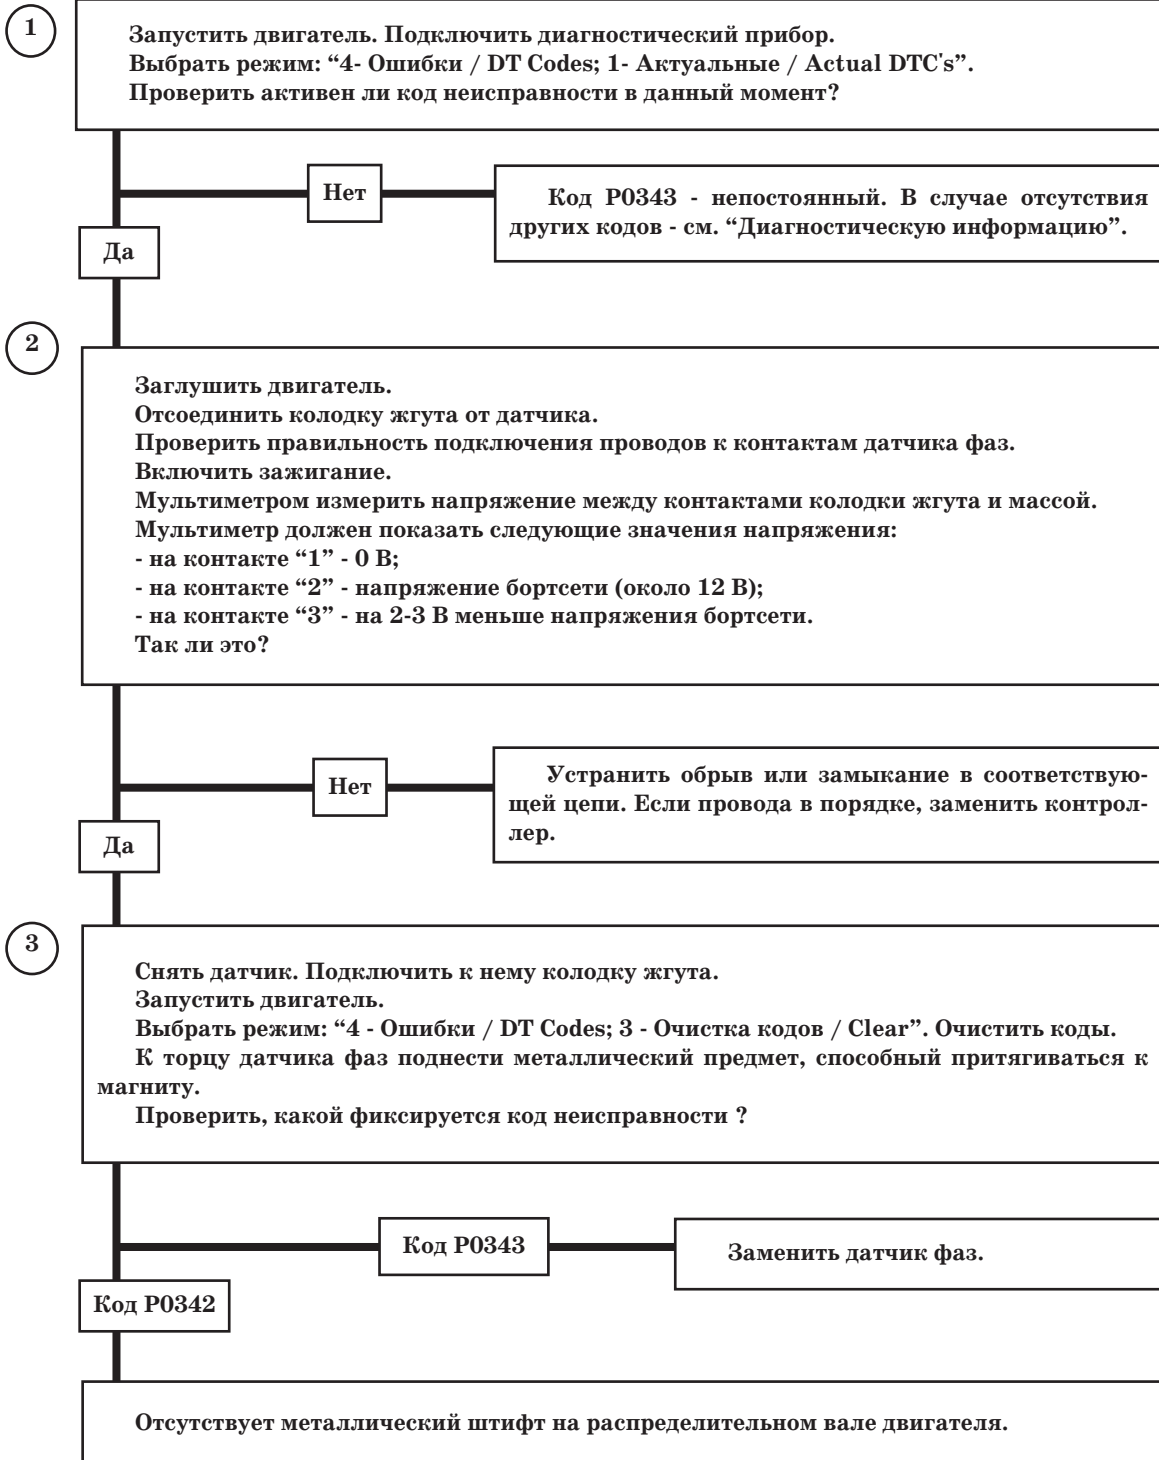 1
Запустить двигатель. Подключить диагностический прибор.
Выбрать режим: “4- Ошибки / DT Codes; 1- Актуальные / Actual DTC's”.
Проверить активен ли код неисправности в данный момент?
Нет
Код Р0343 - непостоянный. В случае отсутствия
других кодов - см. “Диагностическую информацию”.
Да
2
Заглушить двигатель.
Отсоединить колодку жгута от датчика.
Проверить правильность подключения проводов к контактам датчика фаз.
Включить зажигание.
Мультиметром измерить напряжение между контактами колодки жгута и массой.
Мультиметр должен показать следующие значения напряжения:
- на контакте “1” - 0 В;
- на контакте “2” - напряжение бортсети (около 12 В);
- на контакте “3” - на 2-3 В меньше напряжения бортсети.
Так ли это?
Нет
Устранить обрыв или замыкание в соответствую-
щей цепи. Если провода в порядке, заменить контрол-
лер.
Да
3
Снять датчик. Подключить к нему колодку жгута.
Запустить двигатель.
Выбрать режим: “4 - Ошибки / DT Codes; 3 - Очистка кодов / Clear”. Очистить коды.
К торцу датчика фаз поднести металлический предмет, способный притягиваться к
магниту.
Проверить, какой фиксируется код неисправности ?
Код Р0343
Заменить датчик фаз.
Код Р0342
Отсутствует металлический штифт на распределительном вале двигателя.